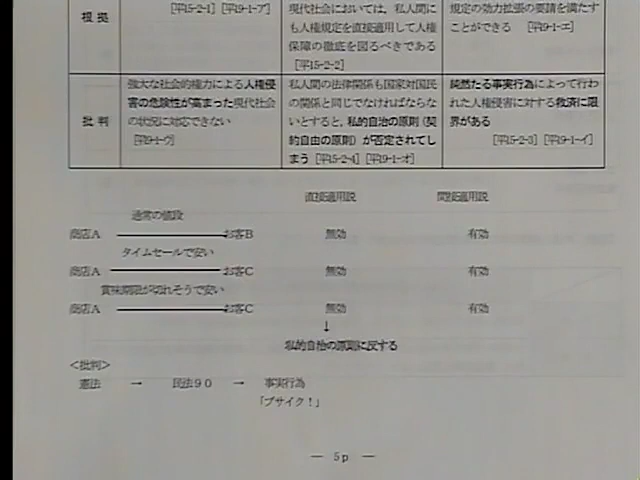 根拠
[平15-2-1] [平19-1-ア]
現代社会においては、私人間に
も人権規定を直接適用して人権
保障の徹底を図るべきである
[平15-2-2]
規定の効力拡張の要請を満たす
ことができる [平19-1-エ]
批判
強大な社会的権力による人権侵
害の危険性が高まった現代社会
の状況に対応できない
[平19-1-ウ]
私人間の法律関係も国家対国民
の関係と同じでなければならな
いとすると、私的自治の原則(契
約自由の原則)が否定されてし
まう [平15-2-4] [平19-1-オ]
純然たる事実行為によって行わ
れた人権侵害に対する救済に限
界がある
[平15-2-3] [平19-1-イ]
直接適用説 間接適用説
通常の値段
商店A お客B 無効 有効
タイムセールで安い
商店A お客C 無効 有効
賞味期限が切れそうで安い
商店A お客C 無効 有効
↓
私的自治の原則に反する
<批判>
憲法 → 民法90 → 事実行為
「ブサイク!」
— 5p —